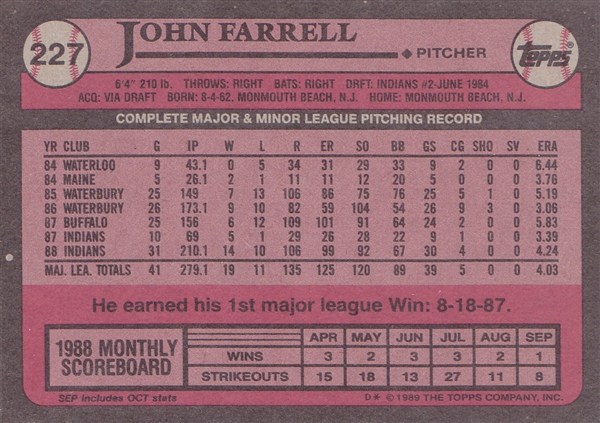 227
JOHN FARRELL
PITCHER
Topps
6'4" 210 lb. THROWS: RIGHT BATS: RIGHT DRFT: INDIANS #2-JUNE 1984
ACQ: VIA DRAFT BORN: 8-4-62, MONMOUTH BEACH, N.J. HOME: MONMOUTH BEACH, N.J.
COMPLETE MAJOR & MINOR LEAGUE PITCHING RECORD
YR CLUB G IP W L R ER SO BB GS CG SHO SV ERA
84 WATERLOO 9 43.1 0 5 34 31 29 33 9 2 0 0 6.44
84 MAINE 5 26.1 2 1 11 11 12 20 5 0 0 0 3.76
85 WATERBURY 25 149 7 13 106 86 75 76 25 5 1 0 5.19
86 WATERBURY 26 173.1 9 10 82 59 104 54 26 9 3 0 3.06
87 BUFFALO 25 156 6 12 109 101 91 64 24 2 0 0 5.83
87 INDIANS 10 69 5 1 29 26 28 22 9 1 0 0 3.39
88 INDIANS 31 210.1 14 10 106 99 92 67 30 4 0 0 4.24
MAJ. LEA. TOTALS 41 279.1 19 11 135 125 120 89 39 5 0 0 4.03
He earned his 1st major league Win: 8-18-87.
1988 MONTHLY SCOREBOARD
APR MAY JUN JUL AUG SEP
WINS 3 2 3 3 2 1
STRIKEOUTS 15 18 13 27 11 8
SEP includes OCT stats
D* © 1989 THE TOPPS COMPANY, INC.